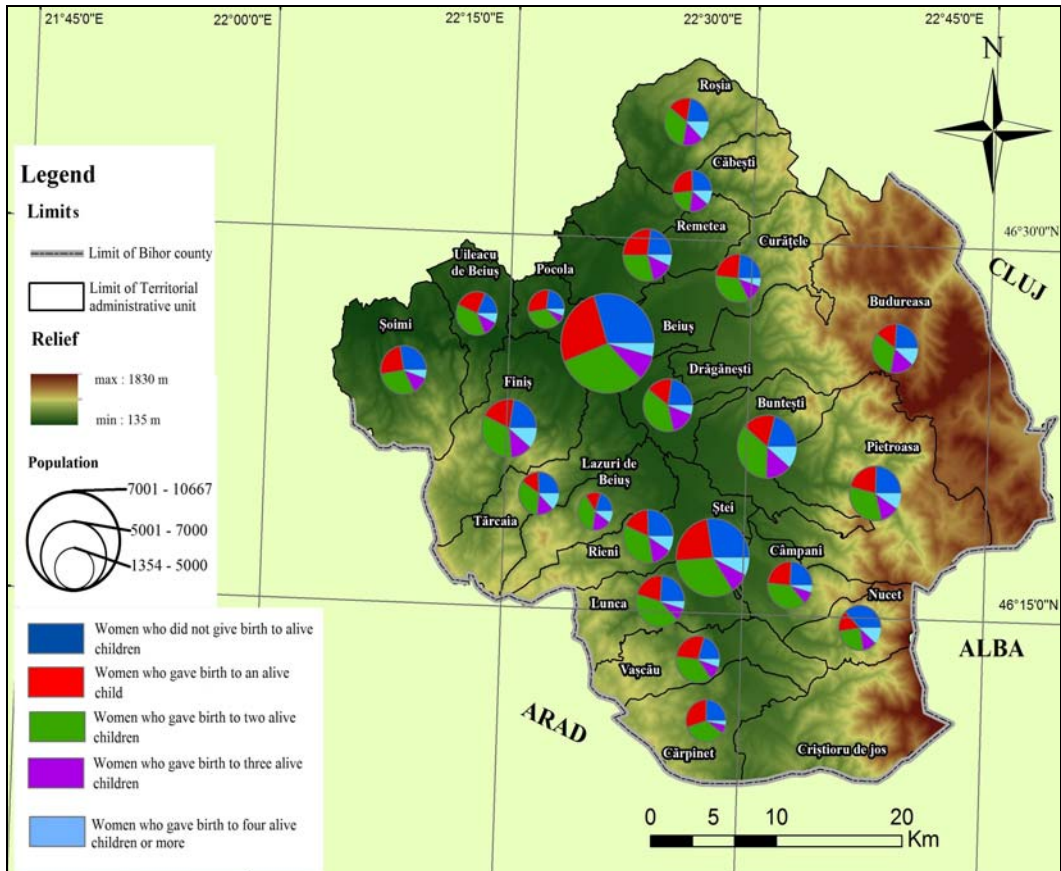 21°45'0"E
22°00'0"E
22°15'0"E
22°30'0"E
22°45'0"E
N
Roșia
Căbești
Remetea
Curățele
46°30'0"N
CLUJ
Uileacu
de Beiuș
Pocola
Budureasa
Șoimi
Beiuș
Drăgănești
Finiș
Buntești
Pietroasa
Lazuri de
Beiuș
Tărcaia
Ștei
Rieni
Câmpani
Nucet
Lunca
46°15'0"N
ALBA
Vașcău
ARAD
Cărpinet
Criștioru de jos
0 5 10 20
Km
Legend
Limits
Limit of Bihor county
Limit of Territorial
administrative unit
Relief
max : 1830 m
min : 135 m
Population
7001 - 10667
5001 - 7000
1354 - 5000
Women who did not give birth to alive
children
Women who gave birth to an alive
child
Women who gave birth to two alive
children
Women who gave birth to three alive
children
Women who gave birth to four alive
children or more